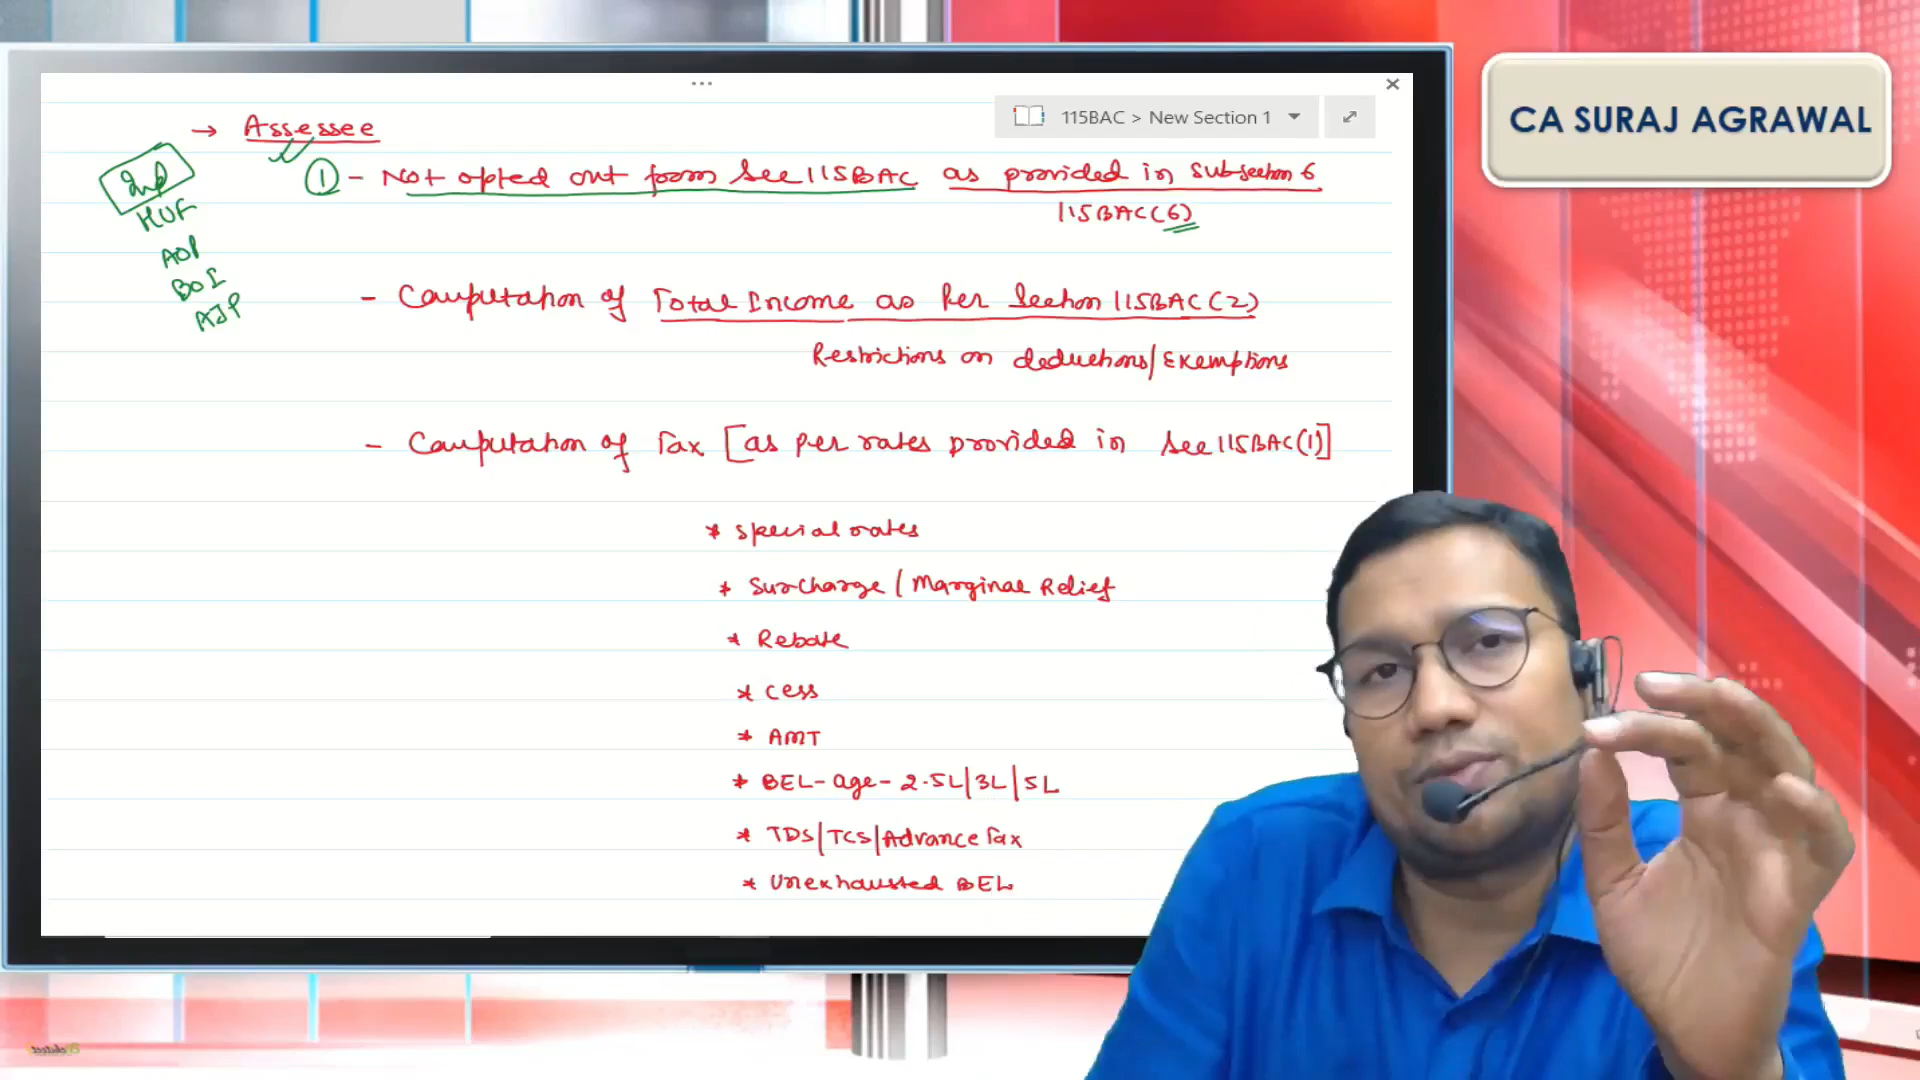 115BAC > New Section 1
CA SURAJ AGRAWAL
→ Assessee
Ind
HUF
AOP
BOI
AJP
① - Not opted out from Sec 115BAC as provided in subsection 6
115BAC(6)
- Computation of Total Income as Per Section 115BAC(2)
Restrictions on deductions/Exemptions
- Computation of Tax [as per rates provided in Sec 115BAC(1)]
* Special rates
* Surcharge / Marginal Relief
* Rebate
* Cess
* AMT
* BEL - age - 2.5L|3L|5L
* TDS|TCS|Advance Tax
* Unexhausted BEL